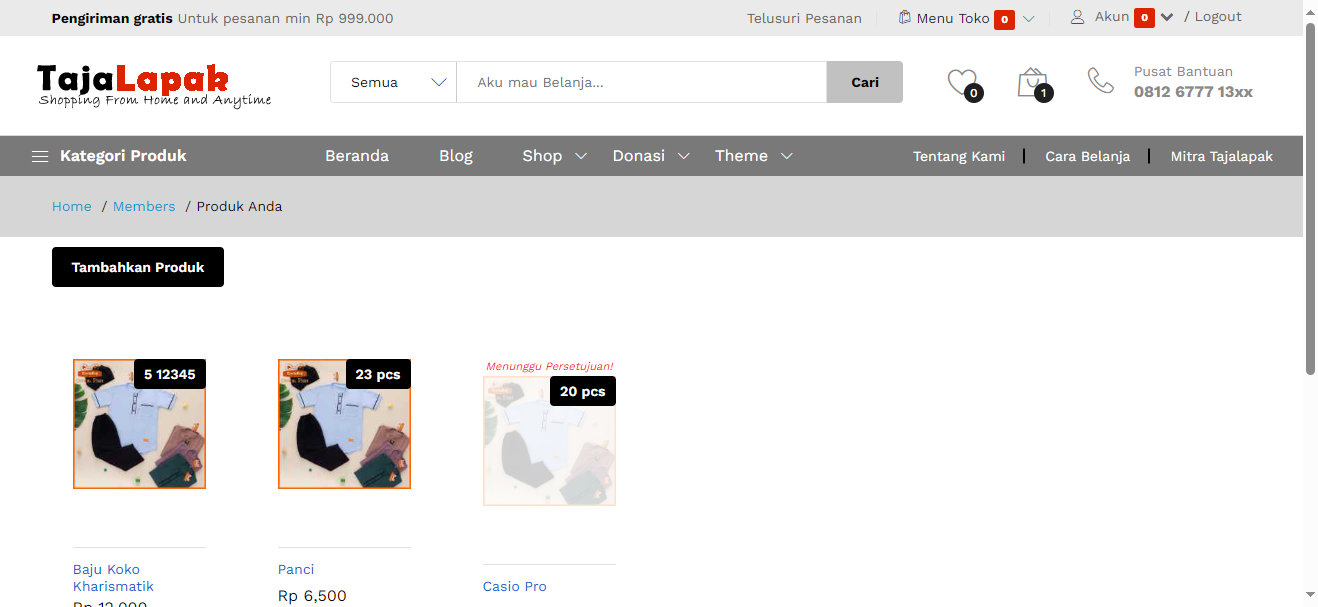 Pengiriman gratis Untuk pesanan min Rp 999.000
Telusuri Pesanan
Menu Toko 0
Akun 0 / Logout
TajaLapak
Shopping From Home and Anytime
Semua
Aku mau Belanja...
Cari
0
1
Pusat Bantuan
0812 6777 13xx
Kategori Produk
Beranda
Blog
Shop
Donasi
Theme
Tentang Kami
Cara Belanja
Mitra Tajalapak
Home / Members / Produk Anda
Tambahkan Produk
5 12345
23 pcs
Menunggu Persetujuan!
20 pcs
Baju Koko
Kharismatik
Rp 12,000
Panci
Rp 6,500
Casio Pro